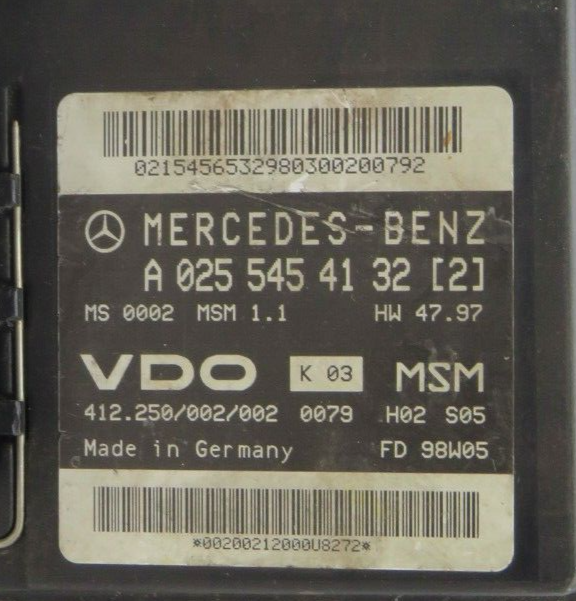 0215456532980300200792
MERCEDES-BENZ
A 025 545 41 32 [2]
MS 0002 MSM 1.1 HW 47.97
VDO K 03 MSM
412.250/002/002 0079 H02 S05
Made in Germany FD 98W05
*00200212000U8272*